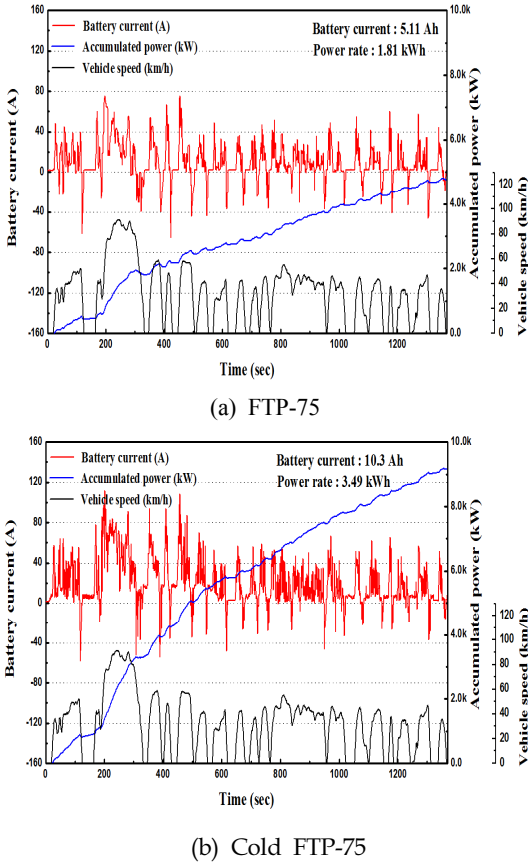 160
120
80
40
0
-40
-80
-120
-160
Battery current (A)
Battery current (A)
Accumulated power (kW)
Vehicle speed (km/h)
Battery current : 5.11 Ah
Power rate : 1.81 kWh
10.0k
8.0k
6.0k
4.0k
2.0k
0.0
Accumulated power (kW)
120
100
80
60
40
20
0
Vehicle speed (km/h)
0 200 400 600 800 1000 1200
Time (sec)
(a) FTP-75
160
120
80
40
0
-40
-80
-120
-160
Battery current (A)
Battery current (A)
Accumulated power (kW)
Vehicle speed (km/h)
Battery current : 10.3 Ah
Power rate : 3.49 kWh
10.0k
8.0k
6.0k
4.0k
2.0k
0.0
Accumulated power (kW)
120
100
80
60
40
20
0
Vehicle speed (km/h)
0 200 400 600 800 1000 1200
Time (sec)
(b) Cold FTP-75